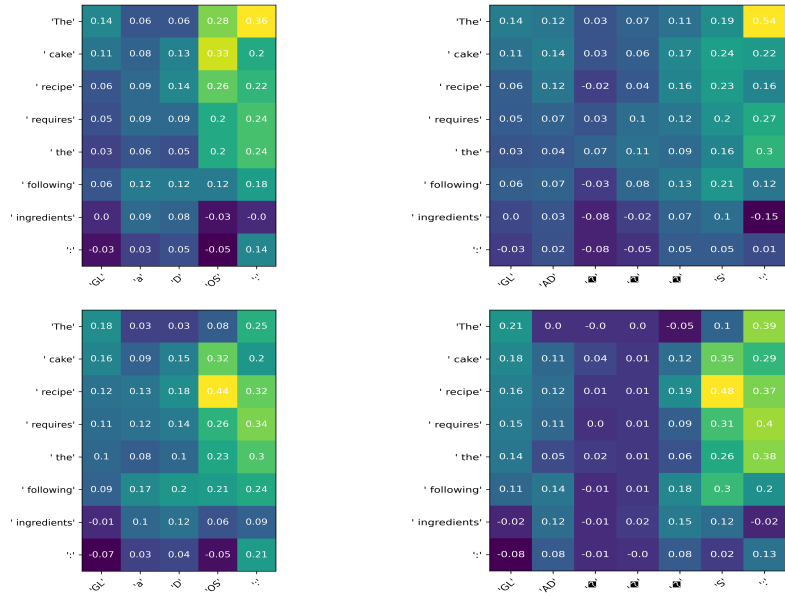 'The' 0.14 0.06 0.06 0.28 0.36
' cake' 0.11 0.08 0.13 0.33 0.2
' recipe' 0.06 0.09 0.14 0.26 0.22
' requires' 0.05 0.09 0.09 0.2 0.24
' the' 0.03 0.06 0.05 0.2 0.24
' following' 0.06 0.12 0.12 0.12 0.18
' ingredients' 0.0 0.09 0.08 -0.03 -0.0
':' -0.03 0.03 0.05 -0.05 0.14
'GL' 'a' 'D' 'OS' ':'
'The' 0.14 0.12 0.03 0.07 0.11 0.19 0.54
' cake' 0.11 0.14 0.03 0.06 0.17 0.24 0.22
' recipe' 0.06 0.12 -0.02 0.04 0.16 0.23 0.16
' requires' 0.05 0.07 0.03 0.1 0.12 0.2 0.27
' the' 0.03 0.04 0.07 0.11 0.09 0.16 0.3
' following' 0.06 0.07 -0.03 0.08 0.13 0.21 0.12
' ingredients' 0.0 0.03 -0.08 -0.02 0.07 0.1 -0.15
':' -0.03 0.02 -0.08 -0.05 0.05 0.05 0.01
'GL' 'AD' '�' '�' '�' 'S' ':'
'The' 0.18 0.03 0.03 0.08 0.25
' cake' 0.16 0.09 0.15 0.32 0.2
' recipe' 0.12 0.13 0.18 0.44 0.32
' requires' 0.11 0.12 0.14 0.26 0.34
' the' 0.1 0.08 0.1 0.23 0.3
' following' 0.09 0.17 0.2 0.21 0.24
' ingredients' -0.01 0.1 0.12 0.06 0.09
':' -0.07 0.03 0.04 -0.05 0.21
'GL' 'a' 'D' 'OS' ':'
'The' 0.21 0.0 -0.0 0.0 -0.05 0.1 0.39
' cake' 0.18 0.11 0.04 0.01 0.12 0.35 0.29
' recipe' 0.16 0.12 0.01 0.01 0.19 0.48 0.37
' requires' 0.15 0.11 0.0 0.01 0.09 0.31 0.4
' the' 0.14 0.05 0.02 0.01 0.06 0.26 0.38
' following' 0.11 0.14 -0.01 0.01 0.18 0.3 0.2
' ingredients' -0.02 0.12 -0.01 0.02 0.15 0.12 -0.02
':' -0.08 0.08 -0.01 -0.0 0.08 0.02 0.13
'GL' 'AD' '�' '�' '�' 'S' ':'